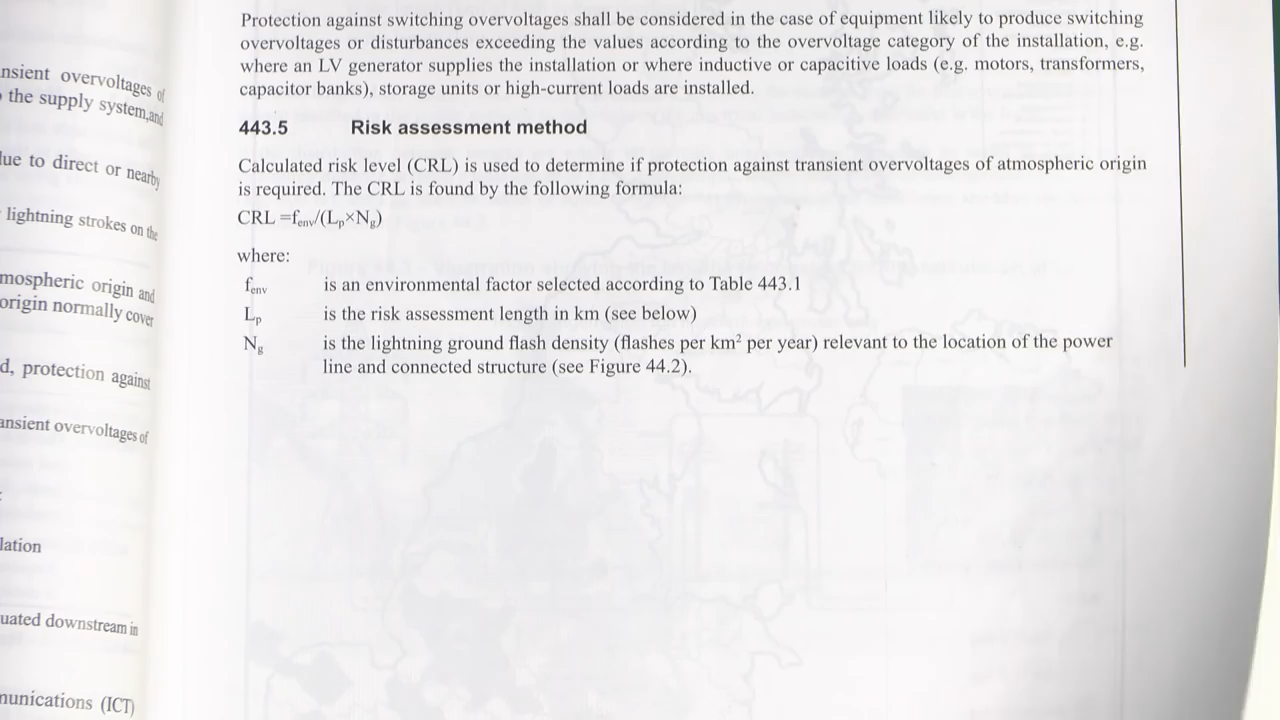 nsient overvoltages of
the supply system,and
lue to direct or nearby
lightning strokes on the
mospheric origin and
origin normally cover
d, protection against
ansient overvoltages of
lation
uated downstream in
nunications (ICT)
Protection against switching overvoltages shall be considered in the case of equipment likely to produce switching
overvoltages or disturbances exceeding the values according to the overvoltage category of the installation, e.g.
where an LV generator supplies the installation or where inductive or capacitive loads (e.g. motors, transformers,
capacitor banks), storage units or high-current loads are installed.
443.5 Risk assessment method
Calculated risk level (CRL) is used to determine if protection against transient overvoltages of atmospheric origin
is required. The CRL is found by the following formula:
CRL =fenv/(Lp×Ng)
where:
fenv is an environmental factor selected according to Table 443.1
Lp is the risk assessment length in km (see below)
Ng is the lightning ground flash density (flashes per km² per year) relevant to the location of the power
line and connected structure (see Figure 44.2).